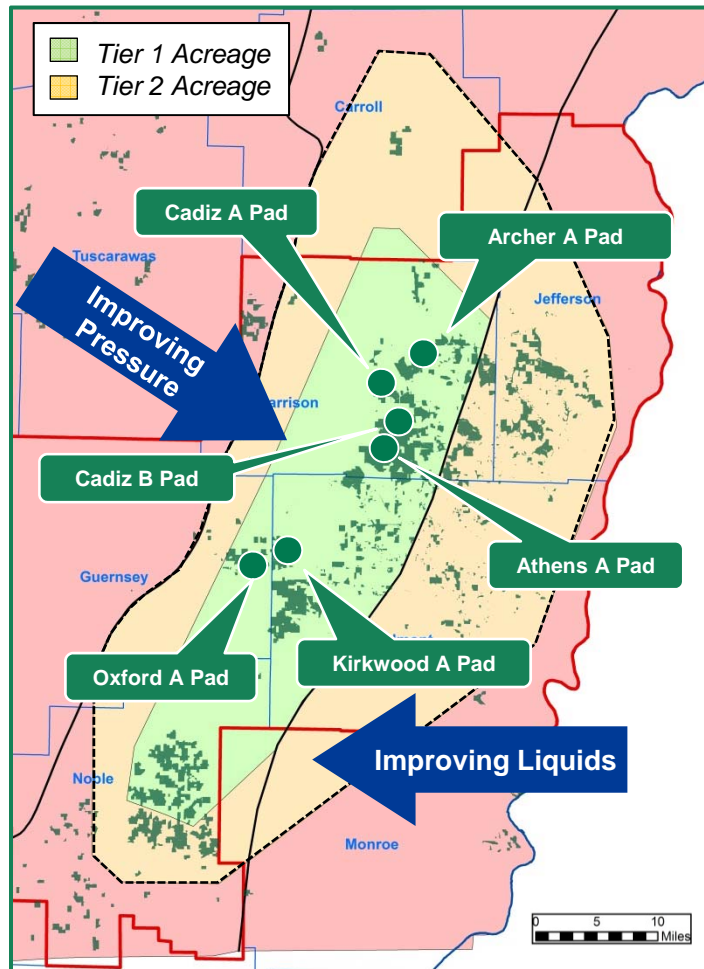 Tier 1 Acreage
Tier 2 Acreage
Carroll
Cadiz A Pad
Archer A Pad
Tuscarawas
Jefferson
Improving
Pressure
arrison
Cadiz B Pad
Athens A Pad
Guernsey
Oxford A Pad
Kirkwood A Pad
Improving Liquids
Noble
Monroe
0 5 10
Miles